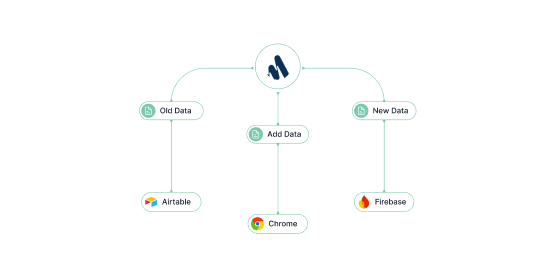 Old Data
New Data
Add Data
Airtable
Firebase
Chrome